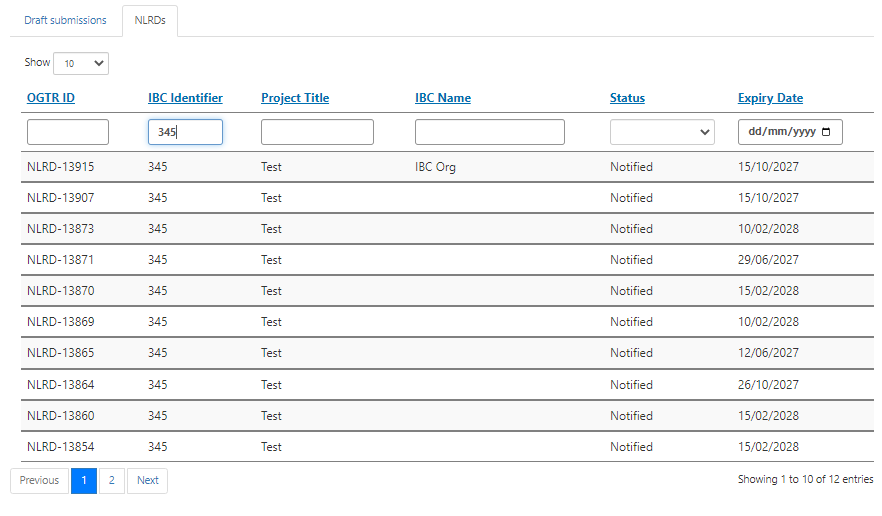 Draft submissions NLRDs
Show 10
OGTR ID IBC Identifier Project Title IBC Name Status Expiry Date
345 dd/mm/yyyy
NLRD-13915 345 Test IBC Org Notified 15/10/2027
NLRD-13907 345 Test Notified 15/10/2027
NLRD-13873 345 Test Notified 10/02/2028
NLRD-13871 345 Test Notified 29/06/2027
NLRD-13870 345 Test Notified 15/02/2028
NLRD-13869 345 Test Notified 10/02/2028
NLRD-13865 345 Test Notified 12/06/2027
NLRD-13864 345 Test Notified 26/10/2027
NLRD-13860 345 Test Notified 15/02/2028
NLRD-13854 345 Test Notified 15/02/2028
Previous 1 2 Next Showing 1 to 10 of 12 entries